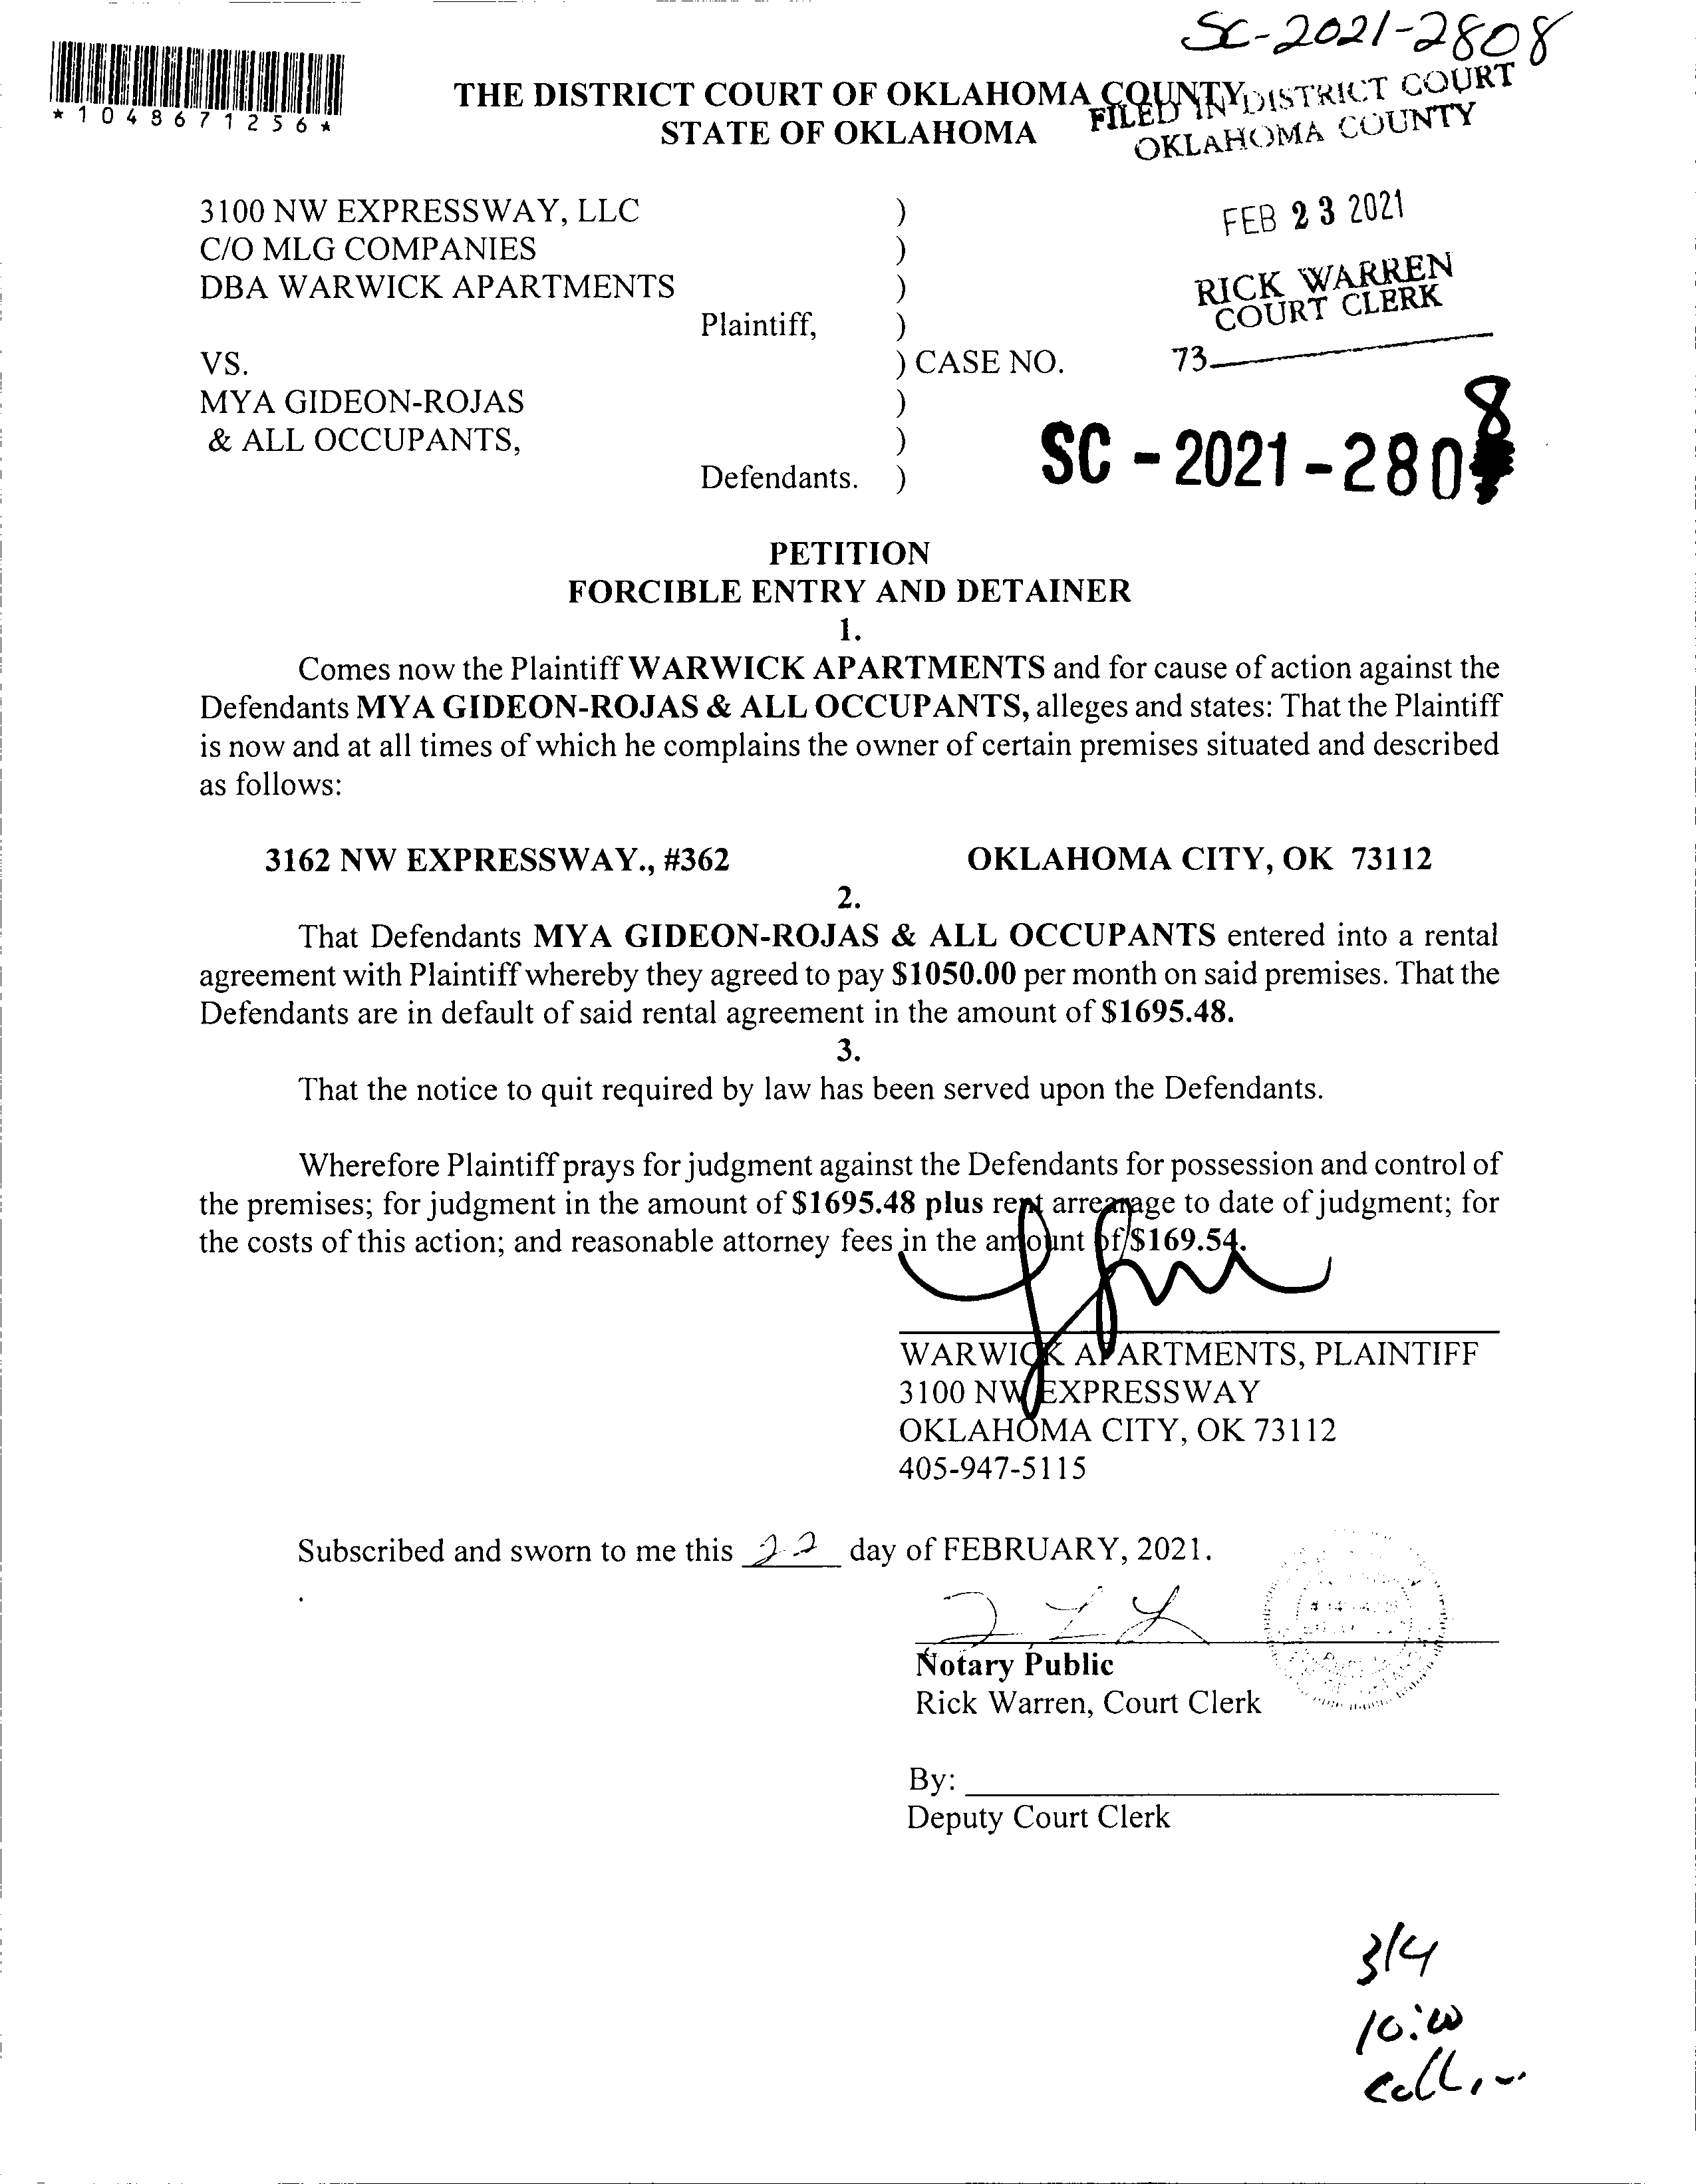 SC-2021-2808
*1048671256*
THE DISTRICT COURT OF OKLAHOMA COUNTY
STATE OF OKLAHOMA
FILED IN DISTRICT COURT
OKLAHOMA COUNTY
FEB 23 2021
RICK WARREN
COURT CLERK
73
3100 NW EXPRESSWAY, LLC )
C/O MLG COMPANIES )
DBA WARWICK APARTMENTS )
Plaintiff, )
VS. ) CASE NO.
MYA GIDEON-ROJAS )
& ALL OCCUPANTS, )
Defendants. )
SC - 2021 - 2808
PETITION
FORCIBLE ENTRY AND DETAINER
1.
Comes now the Plaintiff WARWICK APARTMENTS and for cause of action against the
Defendants MYA GIDEON-ROJAS & ALL OCCUPANTS, alleges and states: That the Plaintiff
is now and at all times of which he complains the owner of certain premises situated and described
as follows:
3162 NW EXPRESSWAY., #362 OKLAHOMA CITY, OK 73112
2.
That Defendants MYA GIDEON-ROJAS & ALL OCCUPANTS entered into a rental
agreement with Plaintiff whereby they agreed to pay $1050.00 per month on said premises. That the
Defendants are in default of said rental agreement in the amount of $1695.48.
3.
That the notice to quit required by law has been served upon the Defendants.
Wherefore Plaintiff prays for judgment against the Defendants for possession and control of
the premises; for judgment in the amount of $1695.48 plus rent arrearage to date of judgment; for
the costs of this action; and reasonable attorney fees in the amount of $169.54.
WARWICK APARTMENTS, PLAINTIFF
3100 NW EXPRESSWAY
OKLAHOMA CITY, OK 73112
405-947-5115
Subscribed and sworn to me this 22 day of FEBRUARY, 2021.
Notary Public
Rick Warren, Court Clerk
By:
Deputy Court Clerk
3/4
10:00